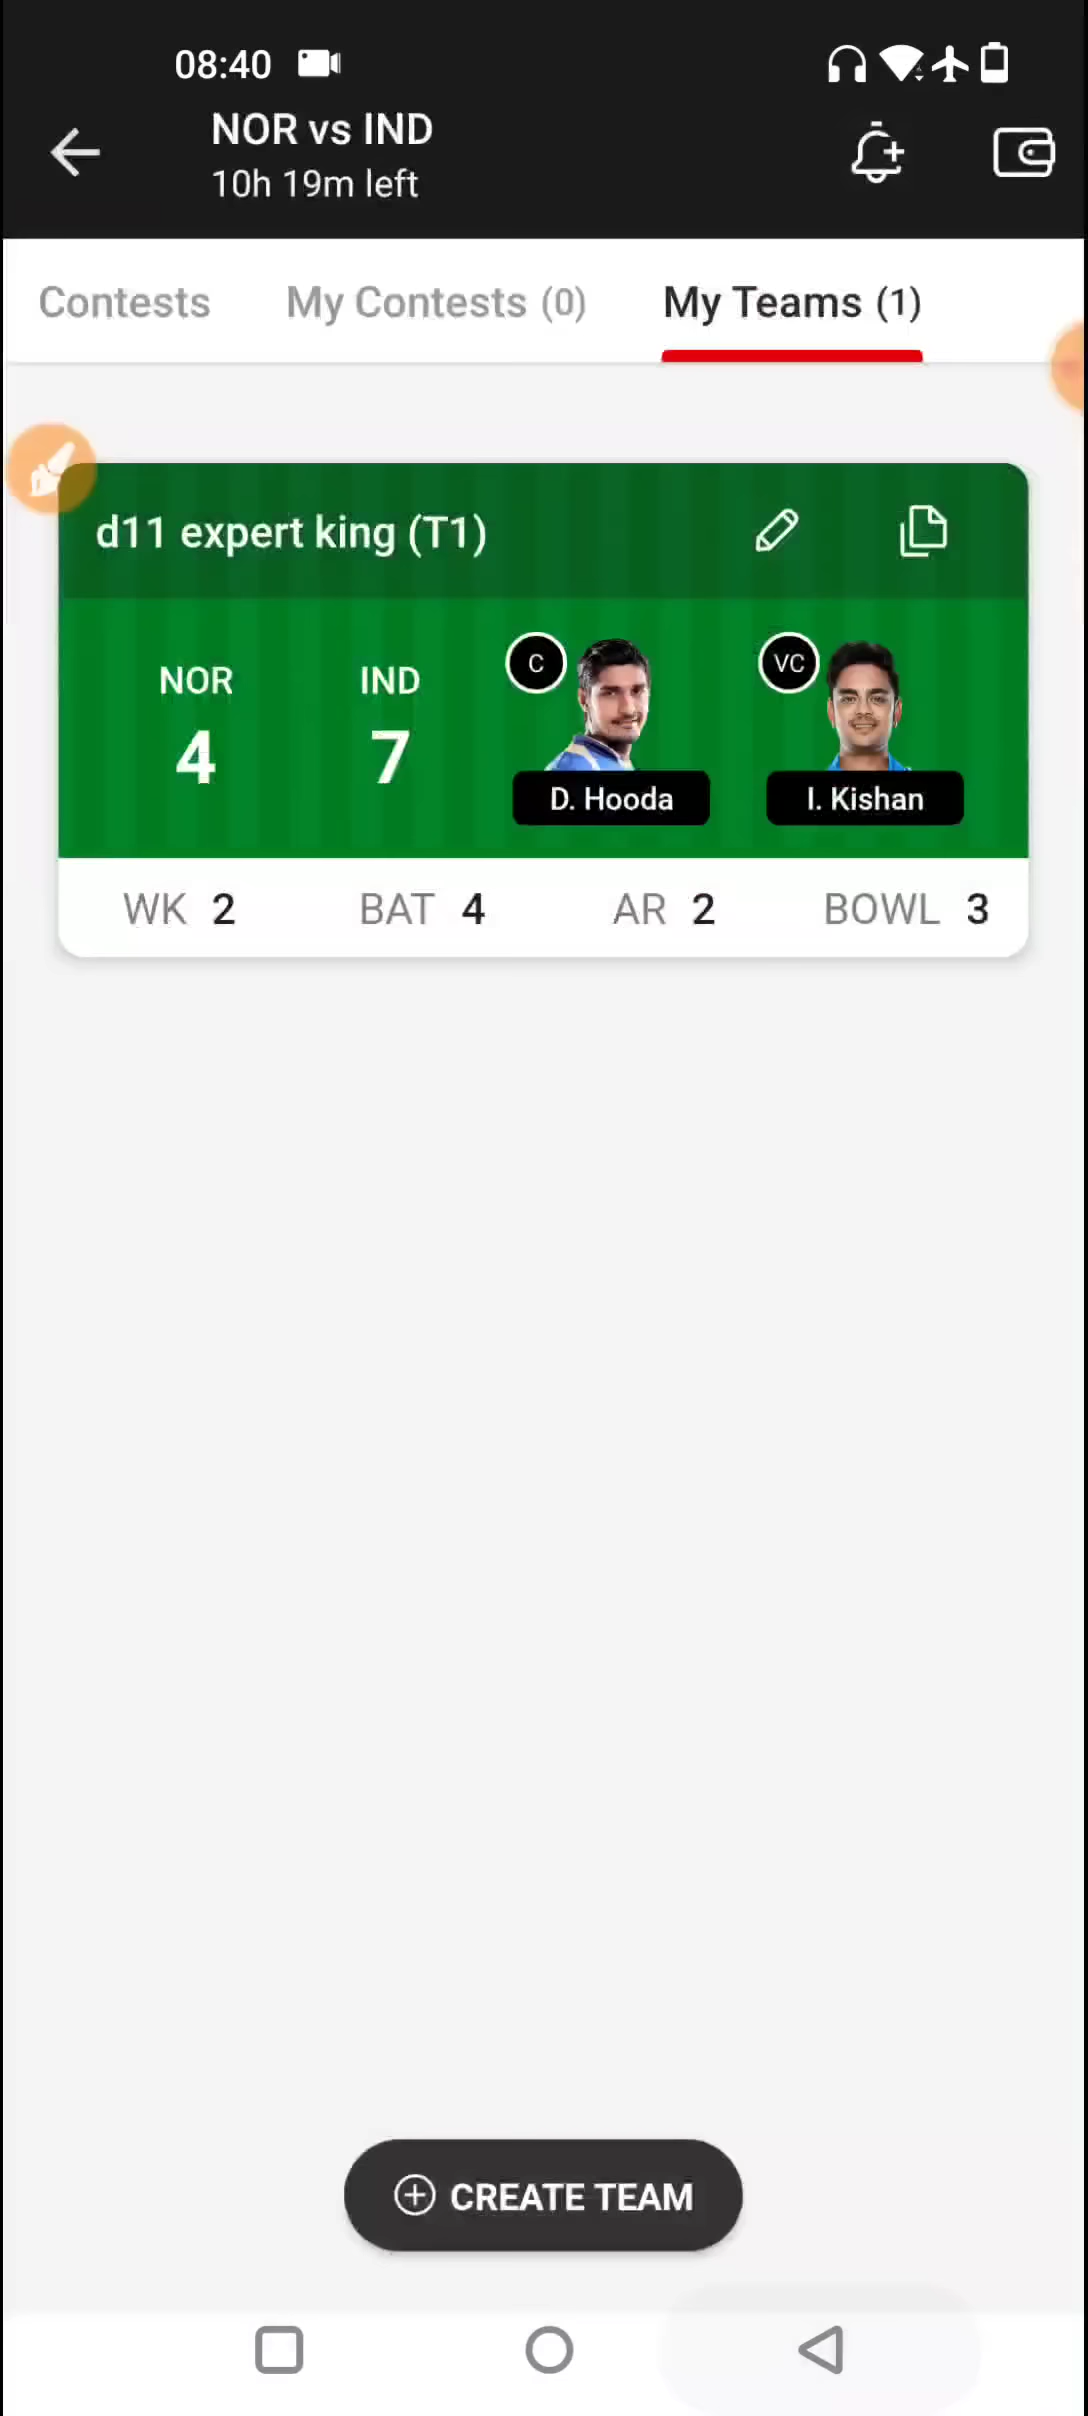 08:40
NOR vs IND
10h 19m left
Contests My Contests (0) My Teams (1)
d11 expert king (T1)
NOR IND C VC
4 7
D. Hooda I. Kishan
WK 2 BAT 4 AR 2 BOWL 3
CREATE TEAM